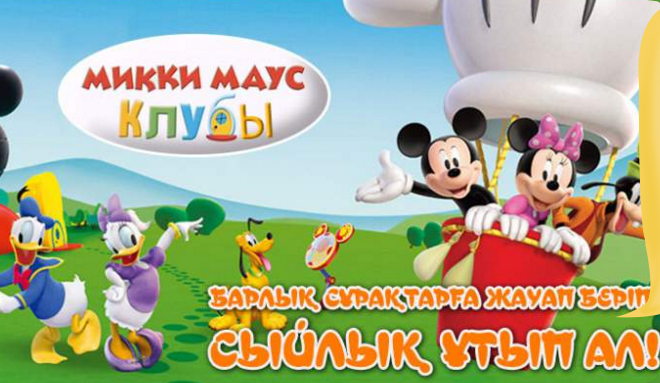 МИККИ МАУС
КЛУБЫ
БАРЛЫҚ СҰРАҚТАРҒА ЖАУАП БЕРІП
СЫЙЛЫҚ ҰТЫП АЛ!